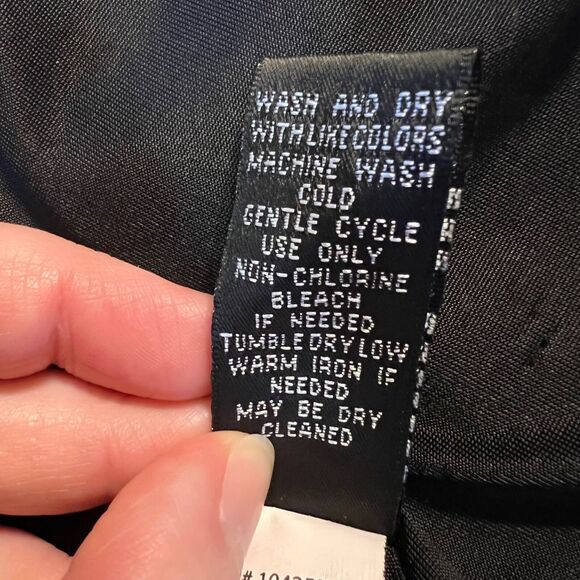 WASH AND DRY
WITH LIKE COLORS
MACHINE WASH
COLD
GENTLE CYCLE
USE ONLY
NON-CHLORINE
BLEACH
IF NEEDED
TUMBLE DRY LOW
WARM IRON IF
NEEDED
MAY BE DRY
CLEANED